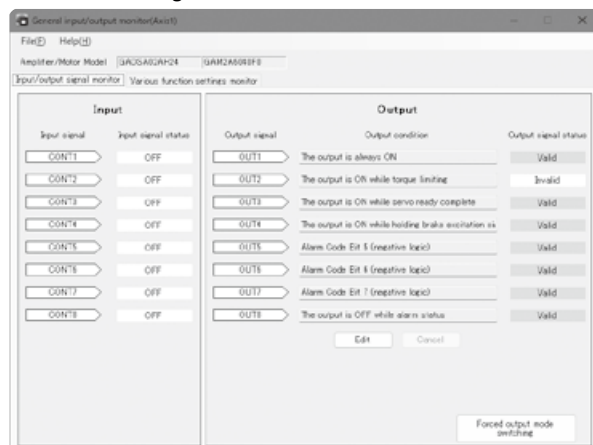 General input/output monitor(Axis1)
File(F) Help(H)
Amplifier/Motor Model GADSA02AH24 GAM2A6040F0
Input/output signal monitor Various function settings monitor
Input
Output
Input signal Input signal status Output signal Output condition Output signal status
CONT1 OFF OUT1 The output is always ON Valid
CONT2 OFF OUT2 The output is ON while torque limiting Invalid
CONT3 OFF OUT3 The output is ON while servo ready complete Valid
CONT4 OFF OUT4 The output is ON while holding brake excitation si Valid
CONT5 OFF OUT5 Alarm Code Bit 5 (negative logic) Valid
CONT6 OFF OUT6 Alarm Code Bit 6 (negative logic) Valid
CONT7 OFF OUT7 Alarm Code Bit 7 (negative logic) Valid
CONT8 OFF OUT8 The output is OFF while alarm status Valid
Edit Cancel
Forced output mode
switching